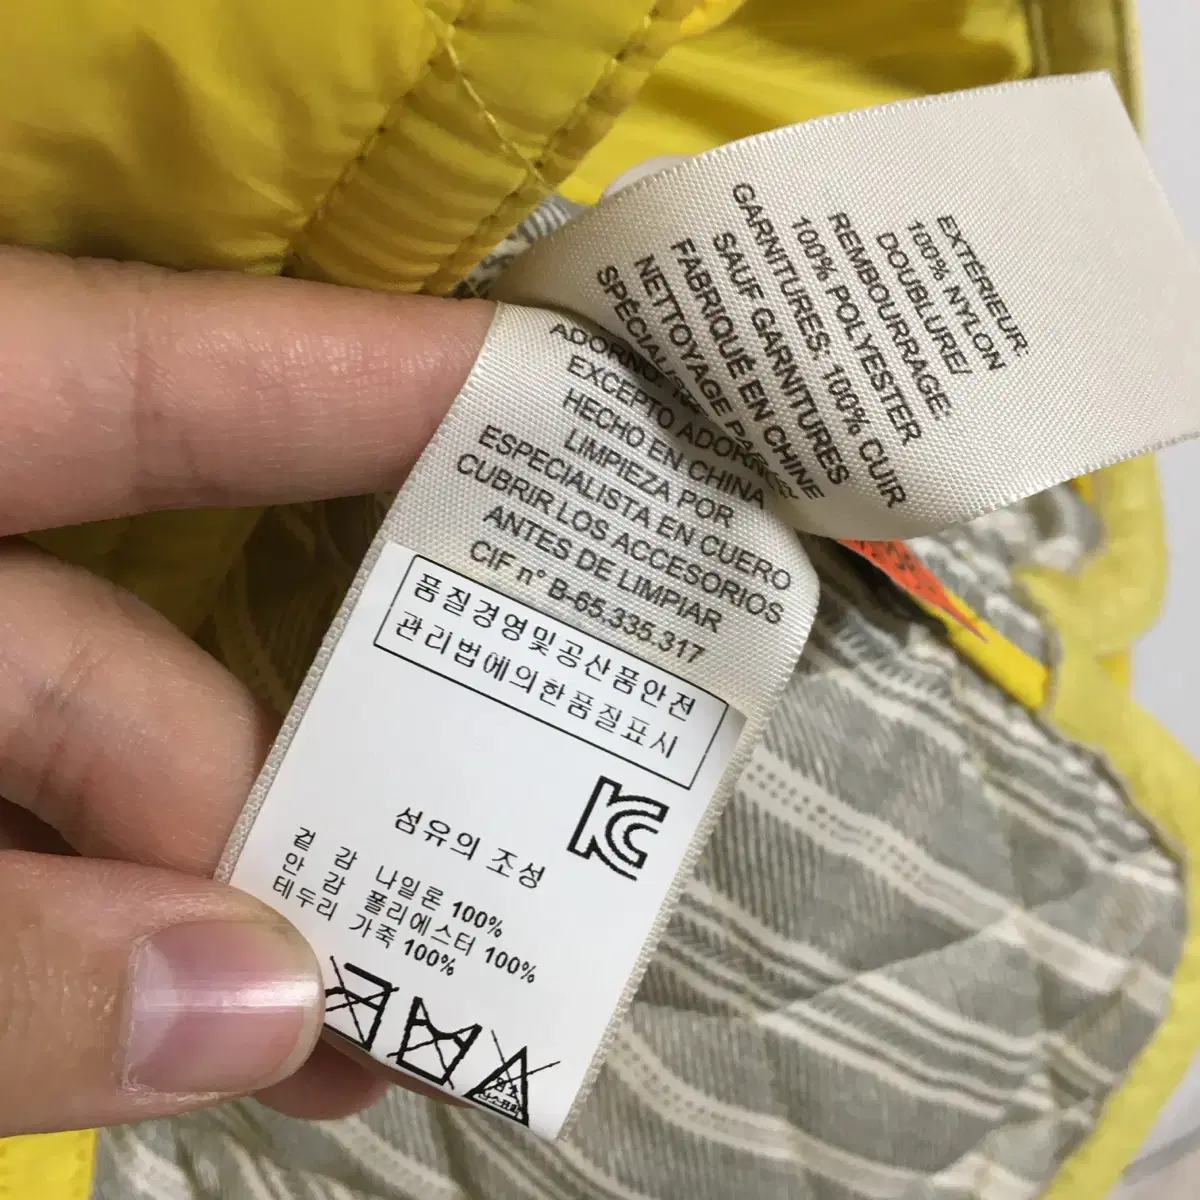 EXTÉRIEUR:
100% NYLON
DOUBLURE/
REMBOURRAGE:
100% POLYESTER
GARNITURES: 100% CUIR
SAUF GARNITURES
FABRIQUÉ EN CHINE
NETTOYAGE
EXCEPTO
HECHO EN CHINA
LIMPIEZA POR
ESPECIALISTA EN CUERO
CUBRIR LOS ACCESORIOS
ANTES DE LIMPIAR
CIF n° B-65.335.317
품질경영및공산품안전
관리법에의한품질표시
섬유의 조성
겉 감 나일론 100%
안 감 폴리에스터 100%
테두리 가죽 100%